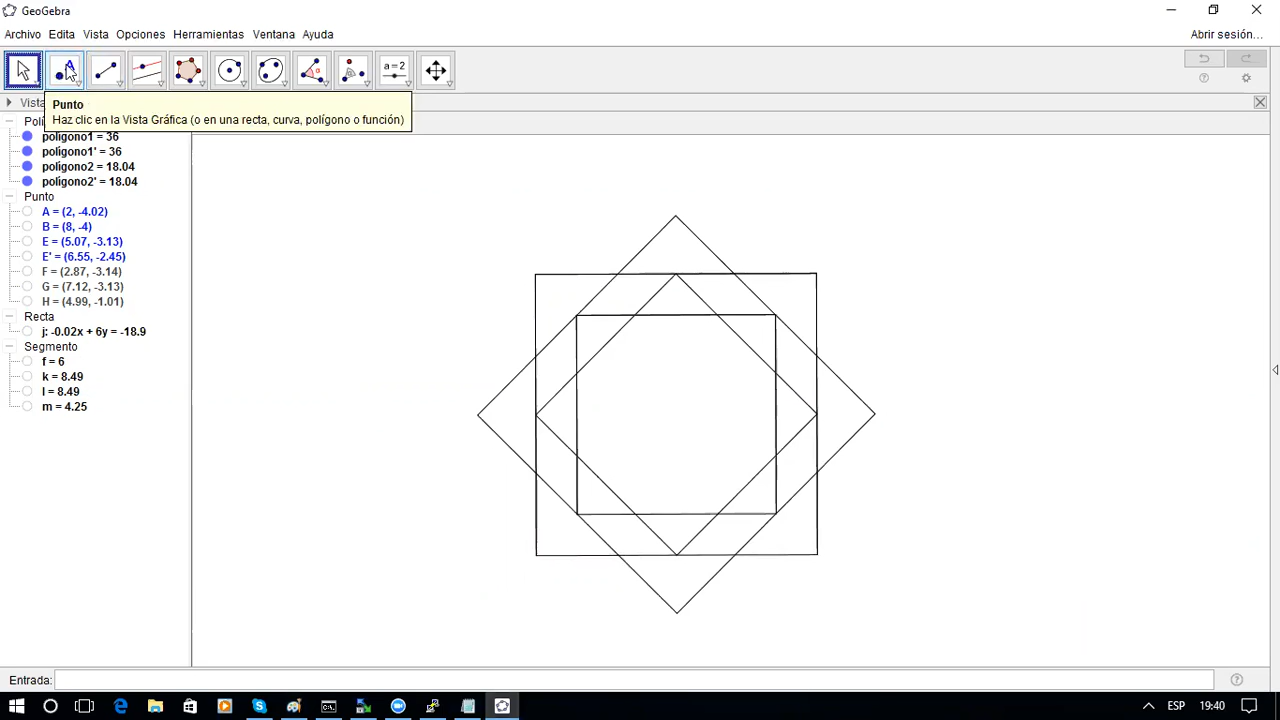 GeoGebra
Archivo Edita Vista Opciones Herramientas Ventana Ayuda
Abrir sesión...
A
a = 2
Vista
Punto
Haz clic en la Vista Gráfica (o en una recta, curva, polígono o función)
polígono1 = 36
polígono1' = 36
polígono2 = 18.04
polígono2' = 18.04
Punto
A = (2, -4.02)
B = (8, -4)
E = (5.07, -3.13)
E' = (6.55, -2.45)
F = (2.87, -3.14)
G = (7.12, -3.13)
H = (4.99, -1.01)
Recta
j: -0.02x + 6y = -18.9
Segmento
f = 6
k = 8.49
l = 8.49
m = 4.25
Entrada:
ESP 19:40